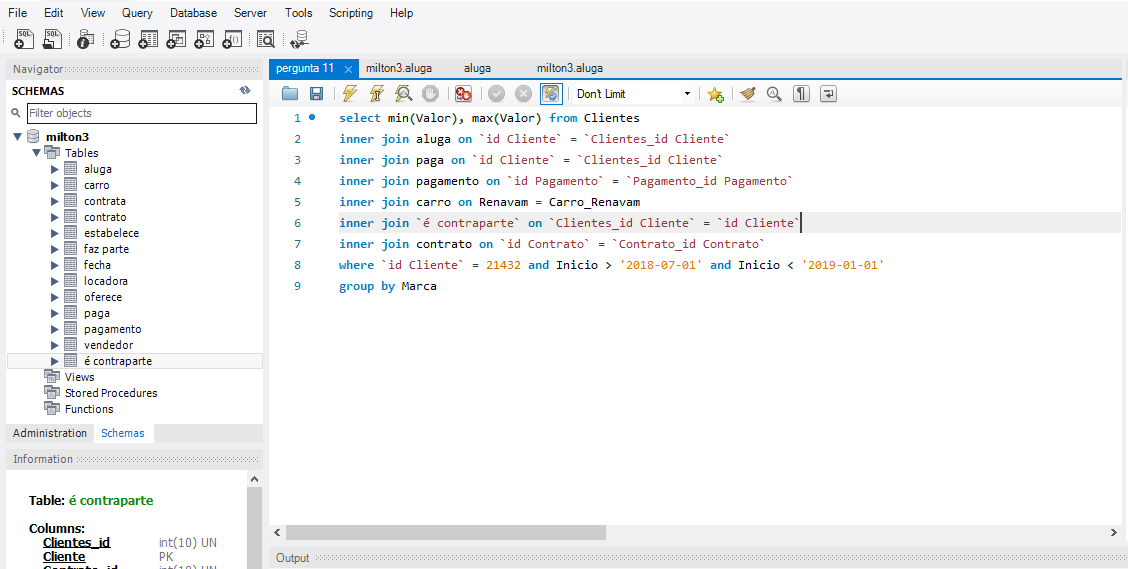 File Edit View Query Database Server Tools Scripting Help
Navigator
SCHEMAS
Filter objects
milton3
Tables
aluga
carro
contrata
contrato
estabelece
faz parte
fecha
locadora
oferece
paga
pagamento
vendedor
é contraparte
Views
Stored Procedures
Functions
Administration Schemas
Information
Table: é contraparte
Columns:
Clientes_id int(10) UN
Cliente PK
Contrato_id int(10) UN
pergunta 11 milton3.aluga aluga milton3.aluga
Don't Limit
1 select min(Valor), max(Valor) from Clientes
2 inner join aluga on `id Cliente` = `Clientes_id Cliente`
3 inner join paga on `id Cliente` = `Clientes_id Cliente`
4 inner join pagamento on `id Pagamento` = `Pagamento_id Pagamento`
5 inner join carro on Renavam = Carro_Renavam
6 inner join `é contraparte` on `Clientes_id Cliente` = `id Cliente`
7 inner join contrato on `id Contrato` = `Contrato_id Contrato`
8 where `id Cliente` = 21432 and Inicio > '2018-07-01' and Inicio < '2019-01-01'
9 group by Marca
Output